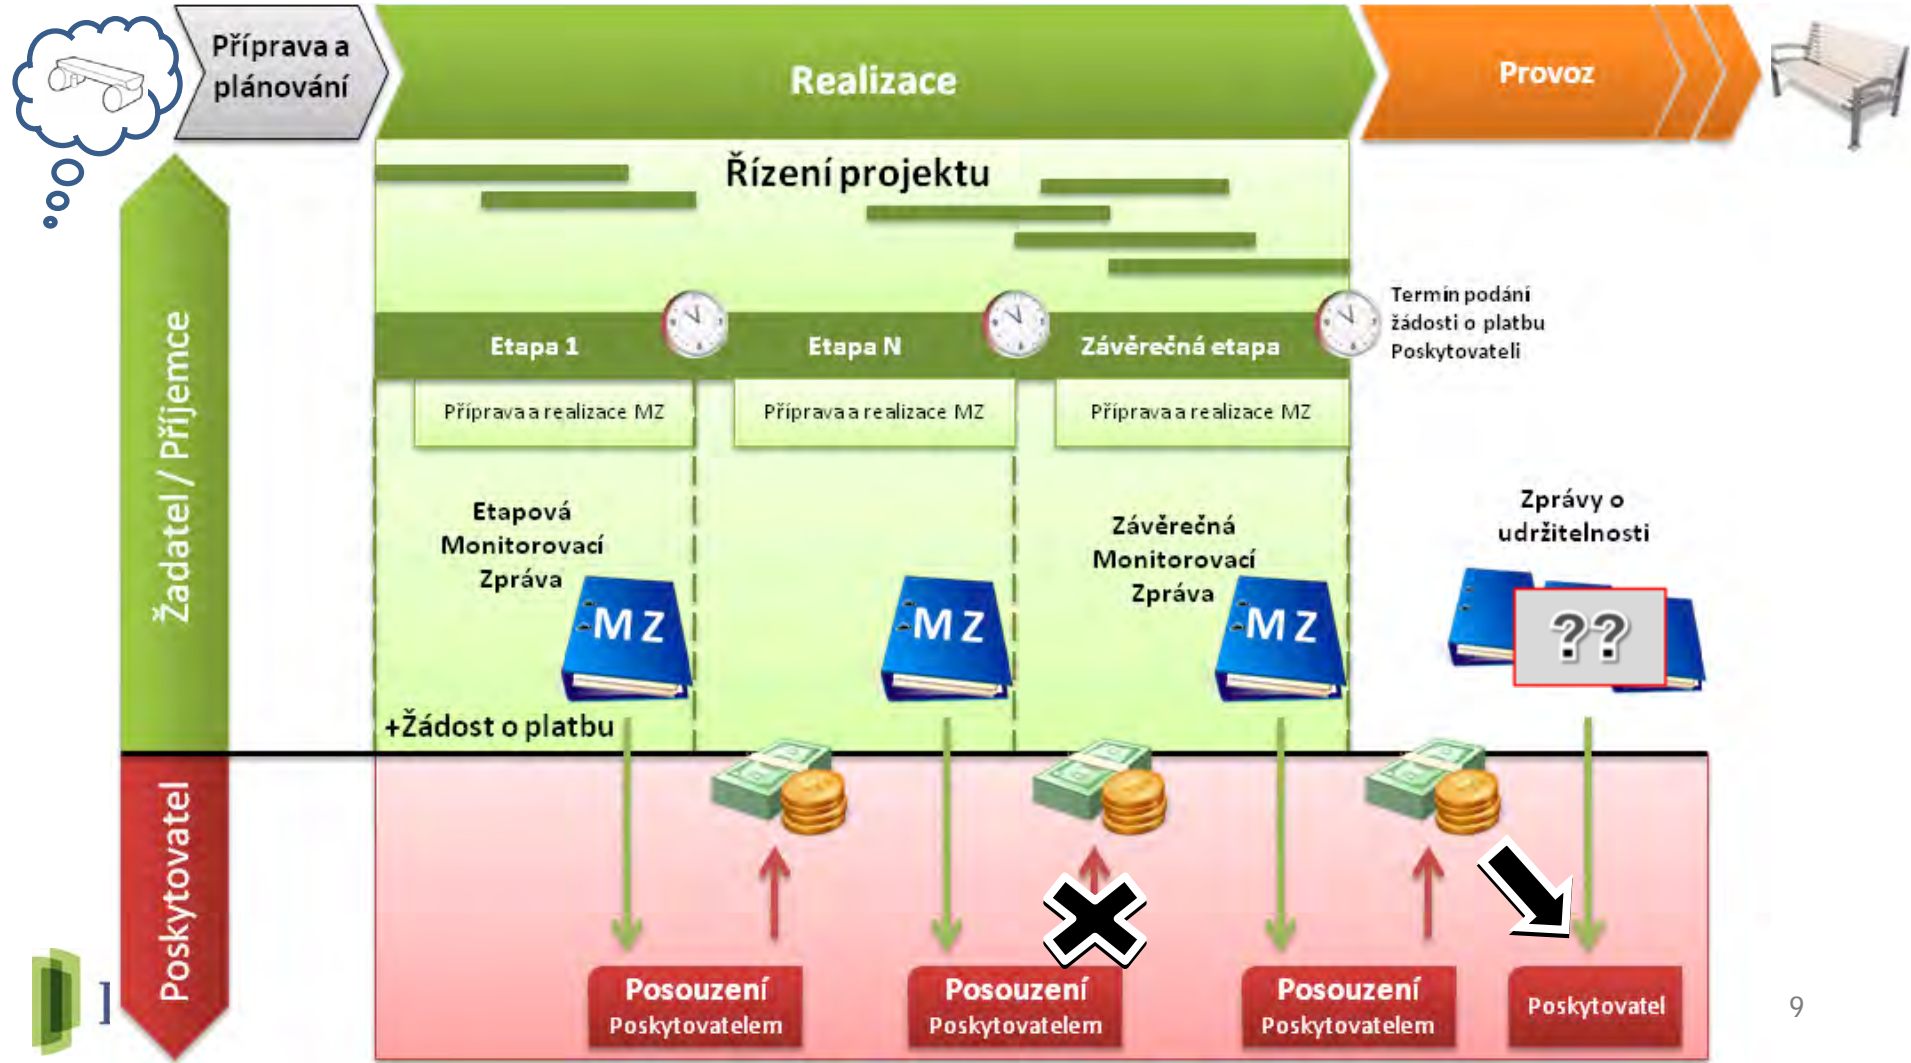 Příprava a
plánování
Realizace
Provoz
Řízení projektu
Termín podání
žádosti o platbu
Poskytovateli
Etapa 1
Etapa N
Závěrečná etapa
Příprava a realizace MZ
Příprava a realizace MZ
Příprava a realizace MZ
Žadatel / Příjemce
Etapová
Monitorovací
Zpráva
Závěrečná
Monitorovací
Zpráva
Zprávy o
udržitelnosti
MZ
MZ
MZ
??
+Žádost o platbu
Poskytovatel
Posouzení
Poskytovatelem
Posouzení
Poskytovatelem
Posouzení
Poskytovatelem
Poskytovatel
9